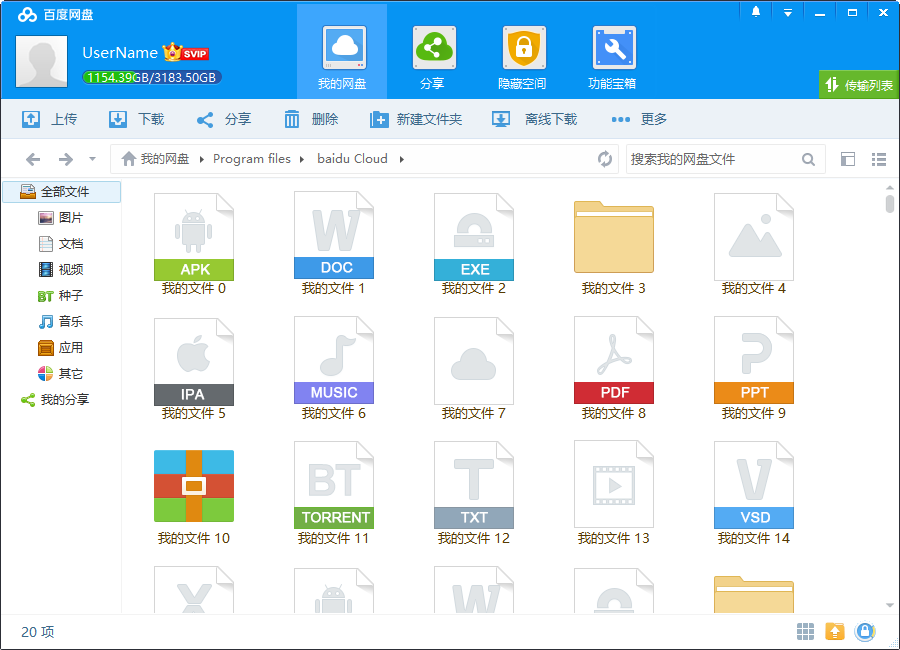 百度网盘
UserName SVIP
1154.39GB/3183.50GB
我的网盘
分享
隐藏空间
功能宝箱
传输列表
上传
下载
分享
删除
新建文件夹
离线下载
更多
我的网盘 Program files baidu Cloud
搜索我的网盘文件
全部文件
图片
文档
视频
BT 种子
音乐
应用
其它
我的分享
APK
我的文件 0
W
DOC
我的文件 1
EXE
我的文件 2
我的文件 3
我的文件 4
IPA
我的文件 5
MUSIC
我的文件 6
我的文件 7
PDF
我的文件 8
P
PPT
我的文件 9
我的文件 10
BT
TORRENT
我的文件 11
T
TXT
我的文件 12
我的文件 13
V
VSD
我的文件 14
X
W
20 项